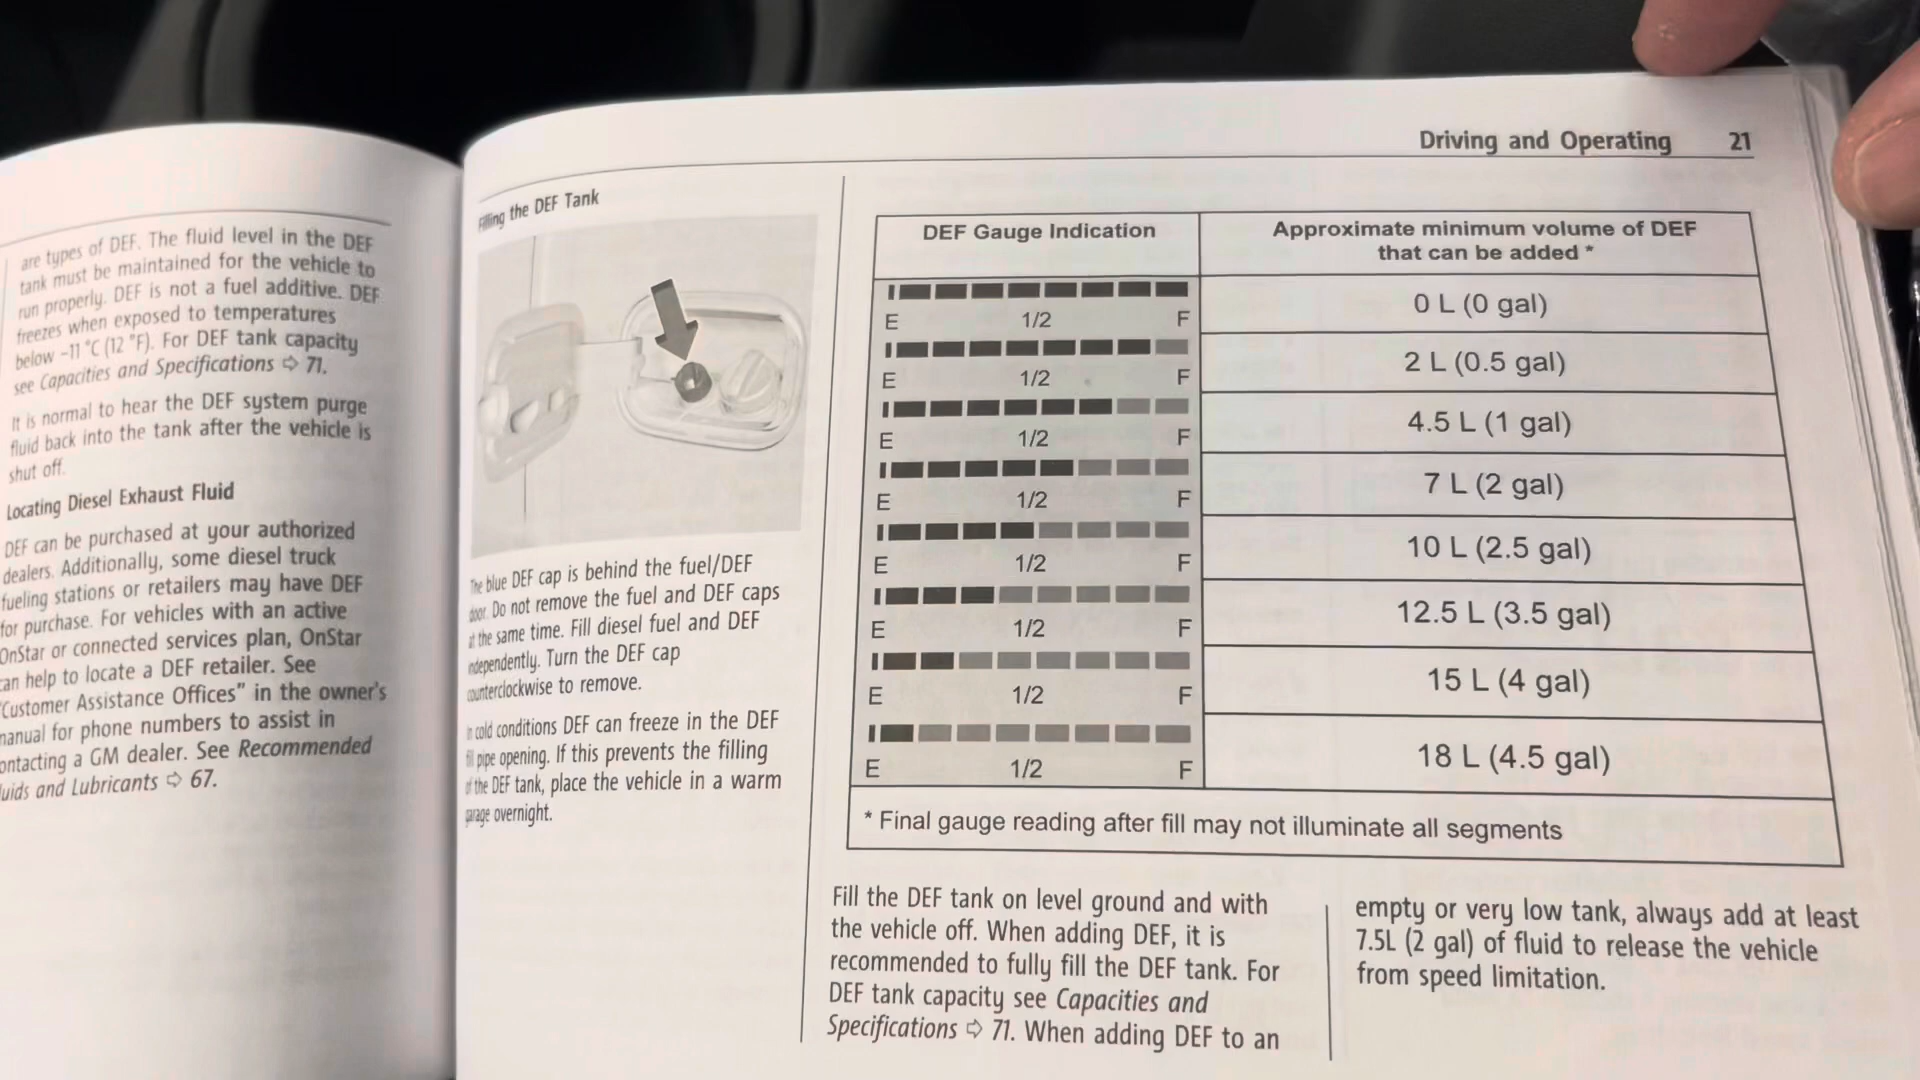 are types of DEF. The fluid level in the DEF
tank must be maintained for the vehicle to
run properly. DEF is not a fuel additive. DEF
freezes when exposed to temperatures
below –11 °C (12 °F). For DEF tank capacity
see Capacities and Specifications ⇨ 71.
It is normal to hear the DEF system purge
fluid back into the tank after the vehicle is
shut off.
Locating Diesel Exhaust Fluid
DEF can be purchased at your authorized
dealers. Additionally, some diesel truck
fueling stations or retailers may have DEF
for purchase. For vehicles with an active
OnStar or connected services plan, OnStar
can help to locate a DEF retailer. See
"Customer Assistance Offices" in the owner's
manual for phone numbers to assist in
contacting a GM dealer. See Recommended
Fluids and Lubricants ⇨ 67.
Driving and Operating 21
Filling the DEF Tank
The blue DEF cap is behind the fuel/DEF
door. Do not remove the fuel and DEF caps
at the same time. Fill diesel fuel and DEF
independently. Turn the DEF cap
counterclockwise to remove.
In cold conditions DEF can freeze in the DEF
fill pipe opening. If this prevents the filling
of the DEF tank, place the vehicle in a warm
garage overnight.
DEF Gauge Indication
Approximate minimum volume of DEF
that can be added *
E 1/2 F 0 L (0 gal)
E 1/2 F 2 L (0.5 gal)
E 1/2 F 4.5 L (1 gal)
E 1/2 F 7 L (2 gal)
E 1/2 F 10 L (2.5 gal)
E 1/2 F 12.5 L (3.5 gal)
E 1/2 F 15 L (4 gal)
E 1/2 F 18 L (4.5 gal)
* Final gauge reading after fill may not illuminate all segments
Fill the DEF tank on level ground and with
the vehicle off. When adding DEF, it is
recommended to fully fill the DEF tank. For
DEF tank capacity see Capacities and
Specifications ⇨ 71. When adding DEF to an
empty or very low tank, always add at least
7.5L (2 gal) of fluid to release the vehicle
from speed limitation.